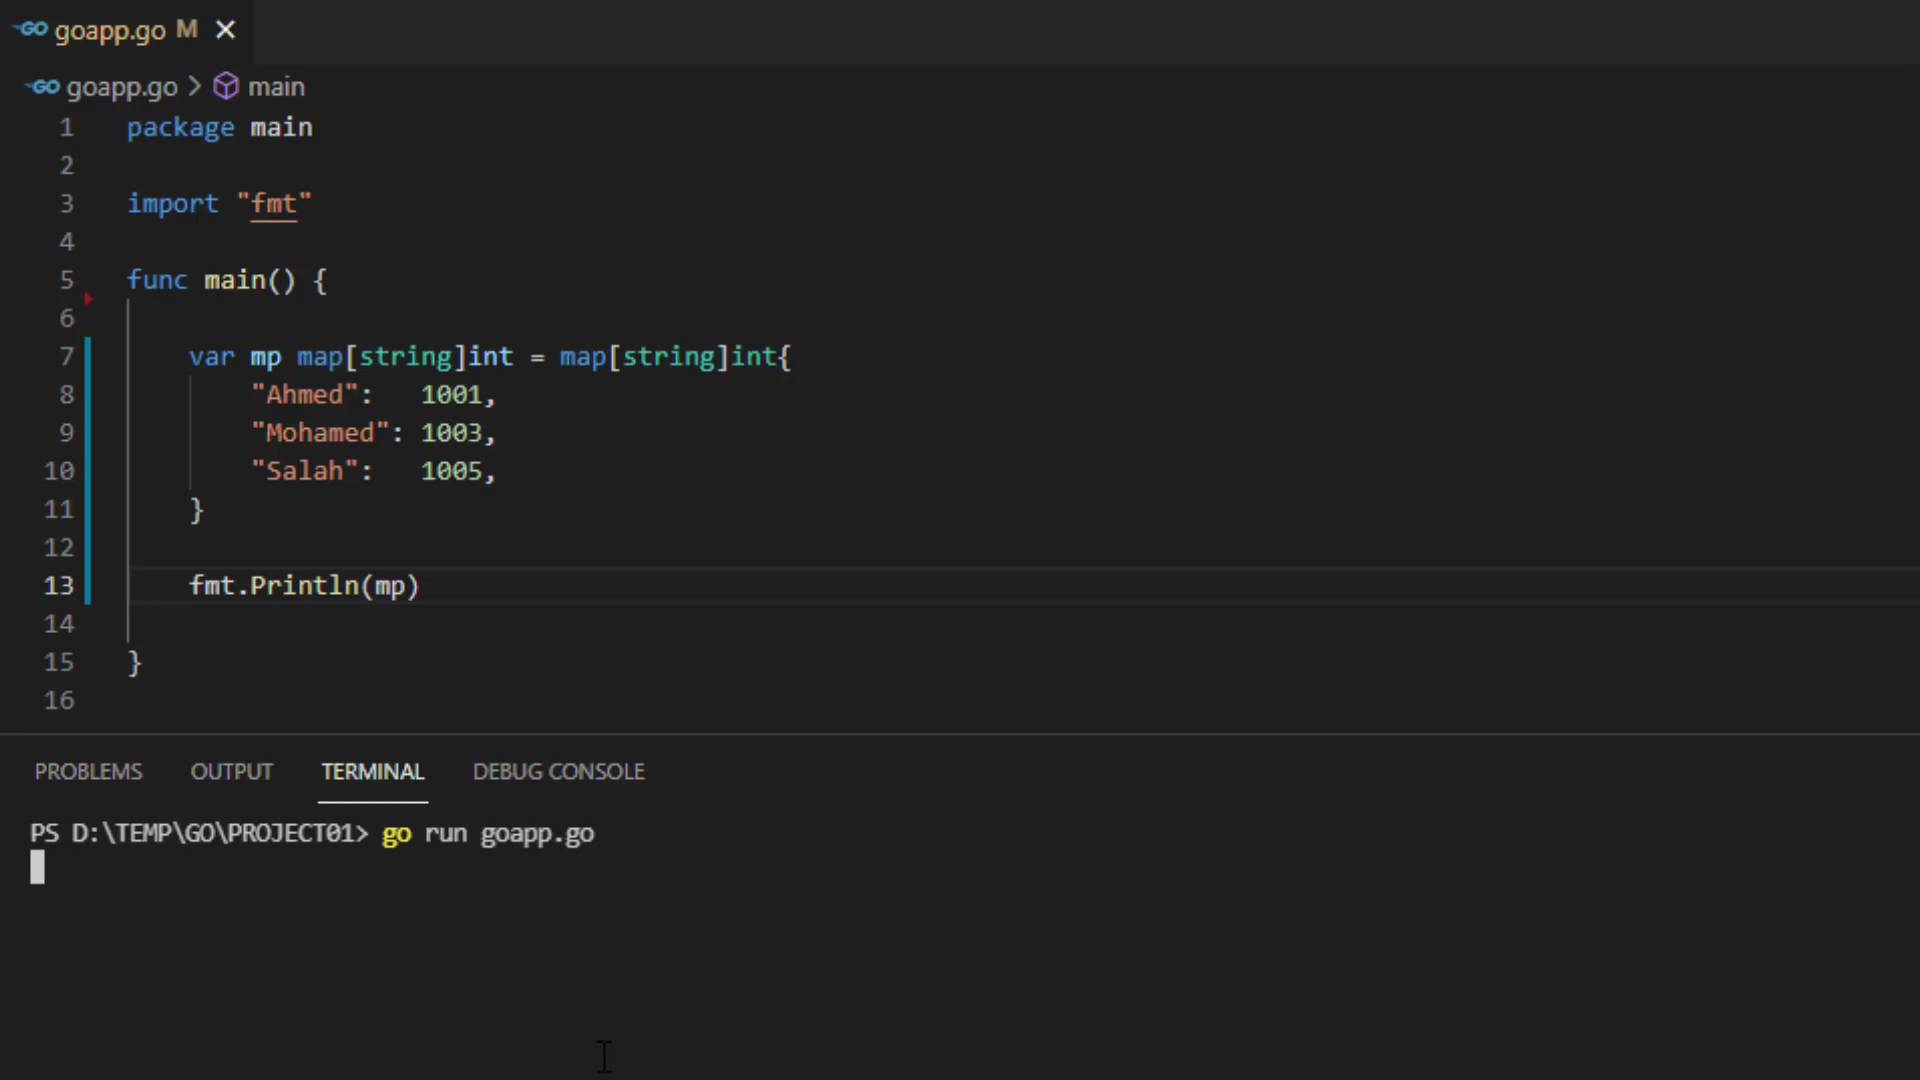 GO goapp.go M
GO goapp.go > main
1 package main
2
3 import "fmt"
4
5 func main() {
6
7     var mp map[string]int = map[string]int{
8         "Ahmed":   1001,
9         "Mohamed": 1003,
10         "Salah":   1005,
11     }
12
13     fmt.Println(mp)
14
15 }
16
PROBLEMS OUTPUT TERMINAL DEBUG CONSOLE
PS D:\TEMP\GO\PROJECT01> go run goapp.go